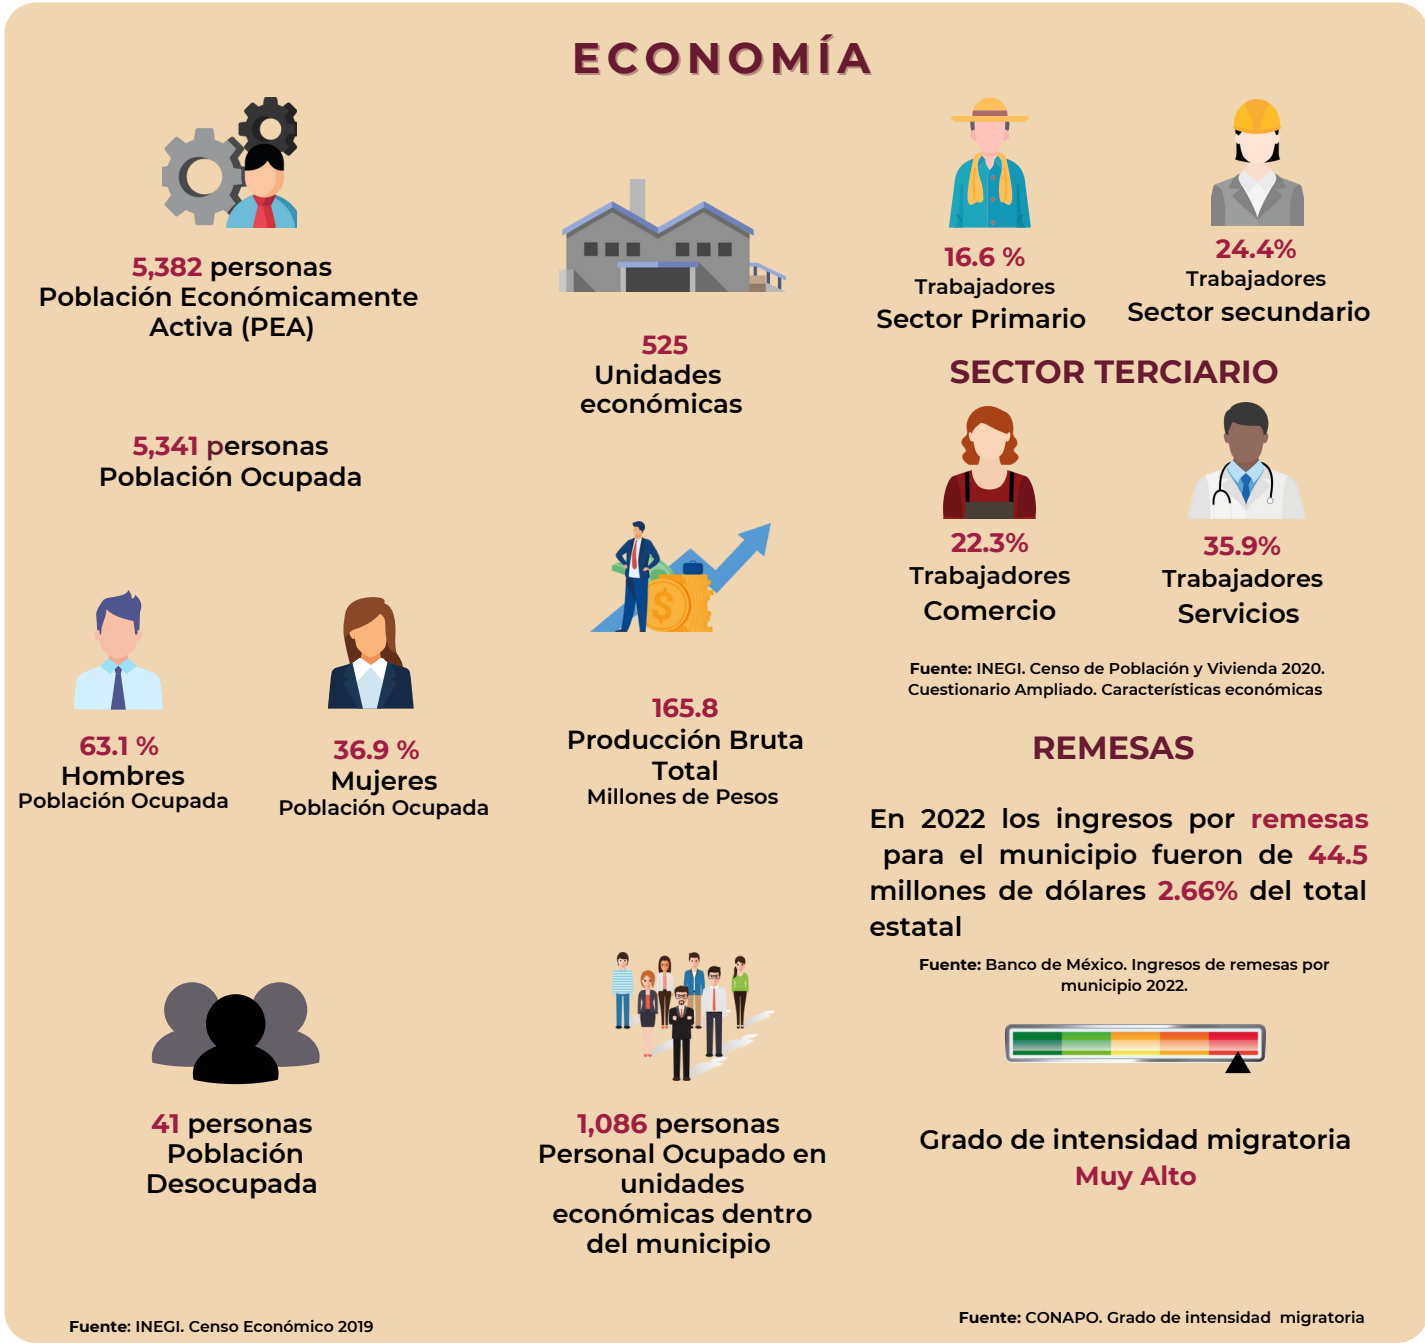 ECONOMÍA
5,382 personas
Población Económicamente
Activa (PEA)
5,341 personas
Población Ocupada
63.1 %
Hombres
Población Ocupada
36.9 %
Mujeres
Población Ocupada
41 personas
Población
Desocupada
Fuente: INEGI. Censo Económico 2019
525
Unidades
económicas
$
165.8
Producción Bruta
Total
Millones de Pesos
1,086 personas
Personal Ocupado en
unidades
económicas dentro
del municipio
16.6 %
Trabajadores
Sector Primario
24.4%
Trabajadores
Sector secundario
SECTOR TERCIARIO
22.3%
Trabajadores
Comercio
35.9%
Trabajadores
Servicios
Fuente: INEGI. Censo de Población y Vivienda 2020.
Cuestionario Ampliado. Características económicas
REMESAS
En 2022 los ingresos por remesas
para el municipio fueron de 44.5
millones de dólares 2.66% del total
estatal
Fuente: Banco de México. Ingresos de remesas por
municipio 2022.
Grado de intensidad migratoria
Muy Alto
Fuente: CONAPO. Grado de intensidad migratoria